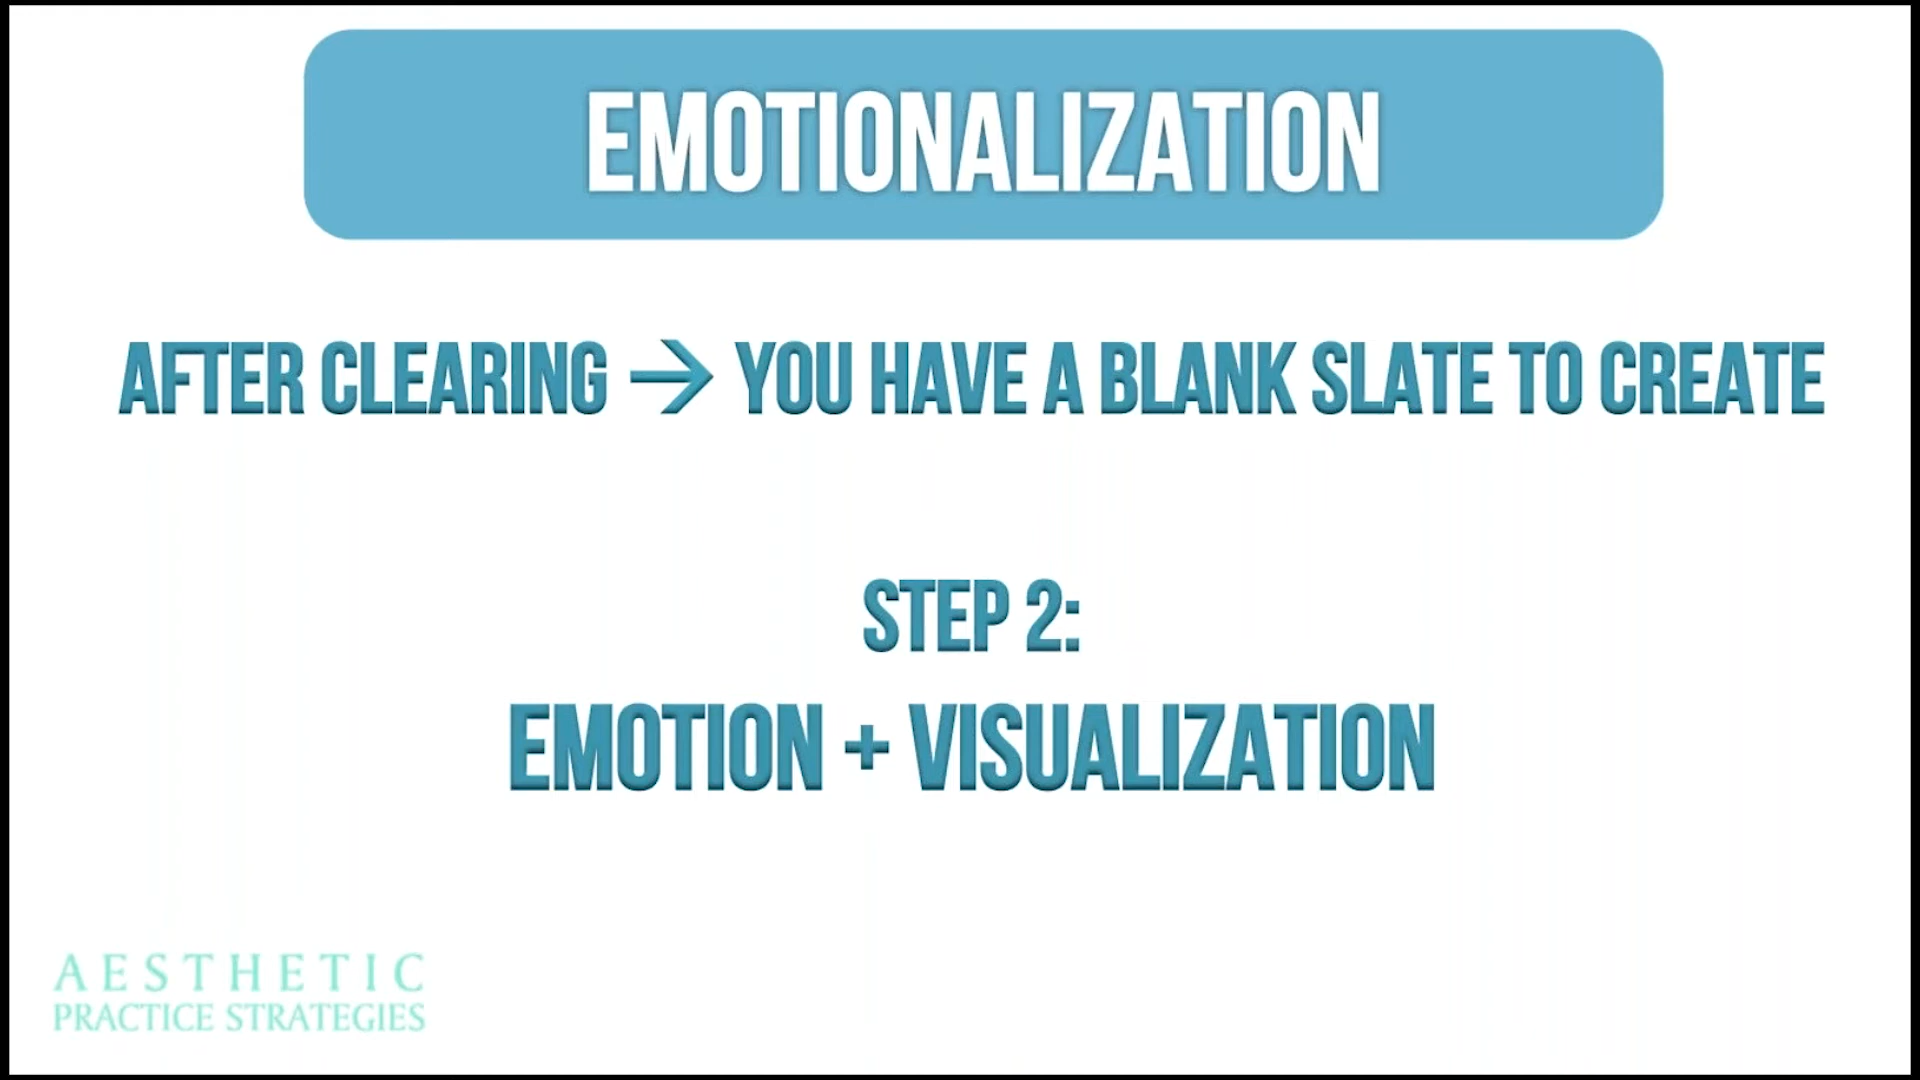 EMOTIONALIZATION
AFTER CLEARING → YOU HAVE A BLANK SLATE TO CREATE
STEP 2:
EMOTION + VISUALIZATION
AESTHETIC
PRACTICE STRATEGIES